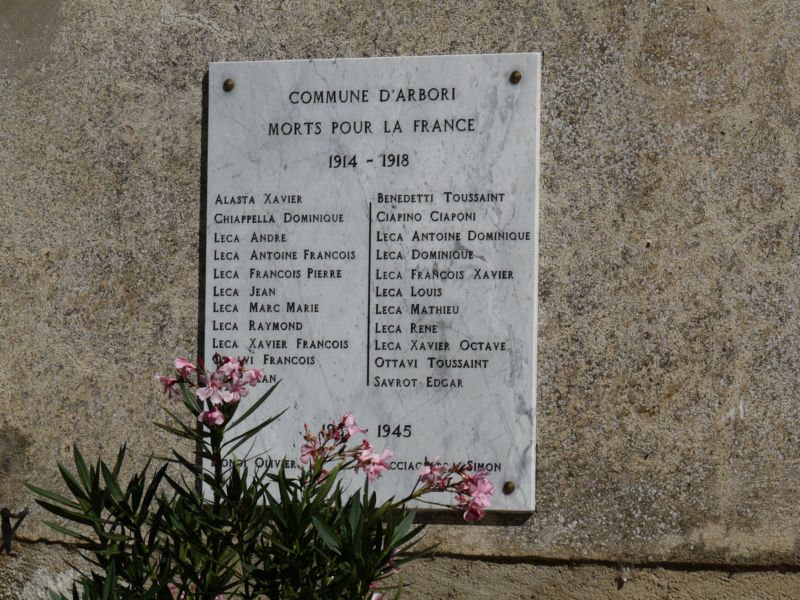 COMMUNE D'ARBORI
MORTS POUR LA FRANCE
1914 - 1918
ALASTA XAVIER
CHIAPPELLA DOMINIQUE
LECA ANDRE
LECA ANTOINE FRANCOIS
LECA FRANCOIS PIERRE
LECA JEAN
LECA MARC MARIE
LECA RAYMOND
LECA XAVIER FRANCOIS
FRANCOIS
BENEDETTI TOUSSAINT
CIAPINO CIAPONI
LECA ANTOINE DOMINIQUE
LECA DOMINIQUE
LECA FRANÇOIS XAVIER
LECA LOUIS
LECA MATHIEU
LECA RENE
LECA XAVIER OCTAVE
OTTAVI TOUSSAINT
SAVROT EDGAR
1945
OLIVIER
SIMON